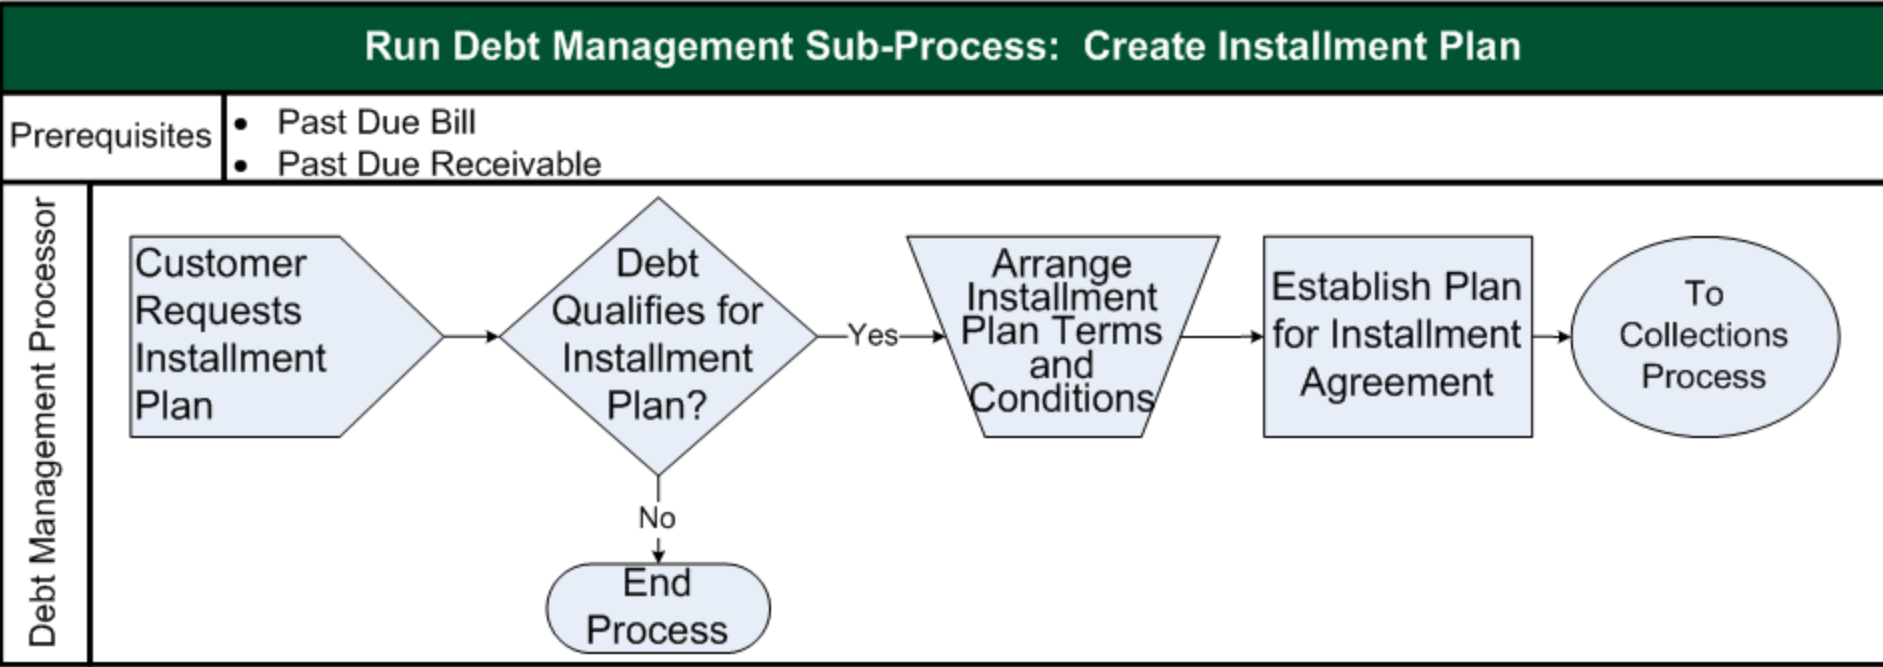 Run Debt Management Sub-Process: Create Installment Plan
Prerequisites
• Past Due Bill
• Past Due Receivable
Debt Management Processor
Customer
Requests
Installment
Plan
Debt
Qualifies for
Installment
Plan?
Yes
Arrange
Installment
Plan Terms
and
Conditions
Establish Plan
for Installment
Agreement
To
Collections
Process
No
End
Process